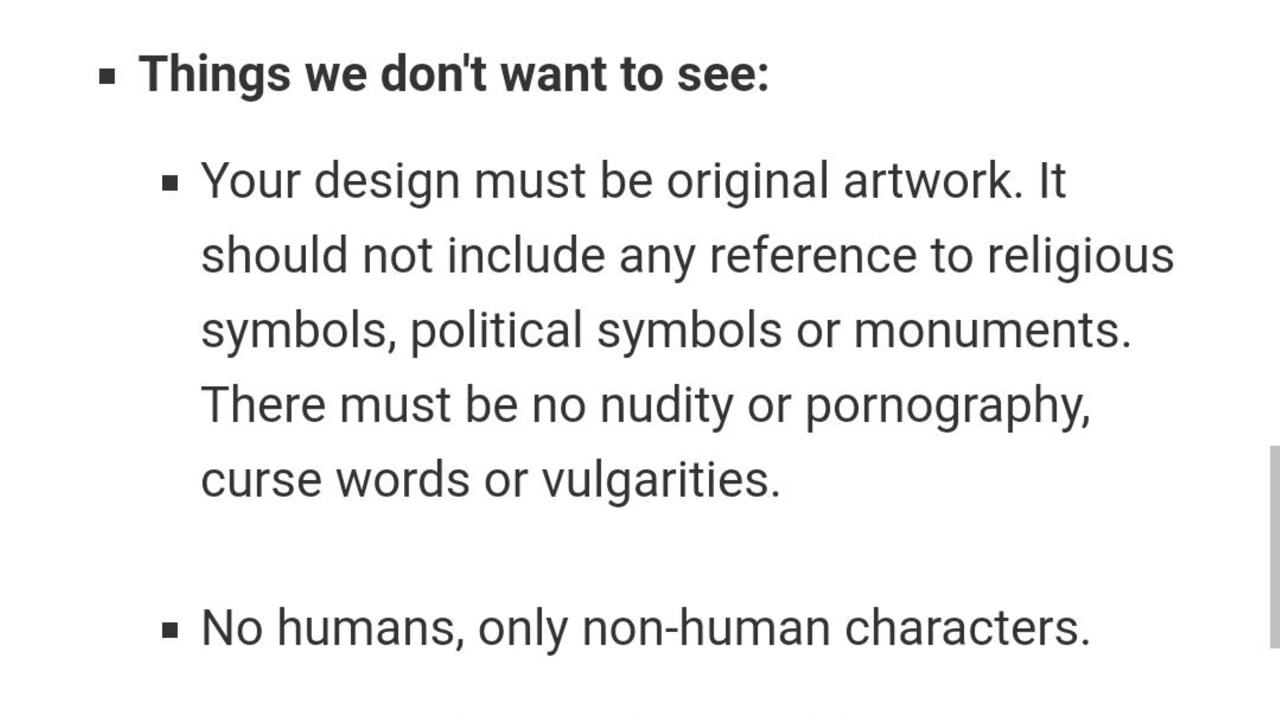 Things we don't want to see:
Your design must be original artwork. It
should not include any reference to religious
symbols, political symbols or monuments.
There must be no nudity or pornography,
curse words or vulgarities.
No humans, only non-human characters.